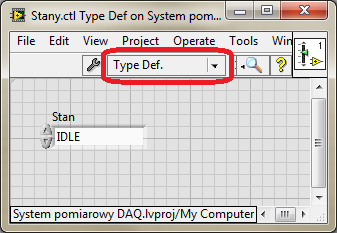 Stany.ctl Type Def on System pom...
File Edit View Project Operate Tools Win
Type Def.
?
1
Stan
IDLE
System pomiarowy DAQ.lvproj/My Computer